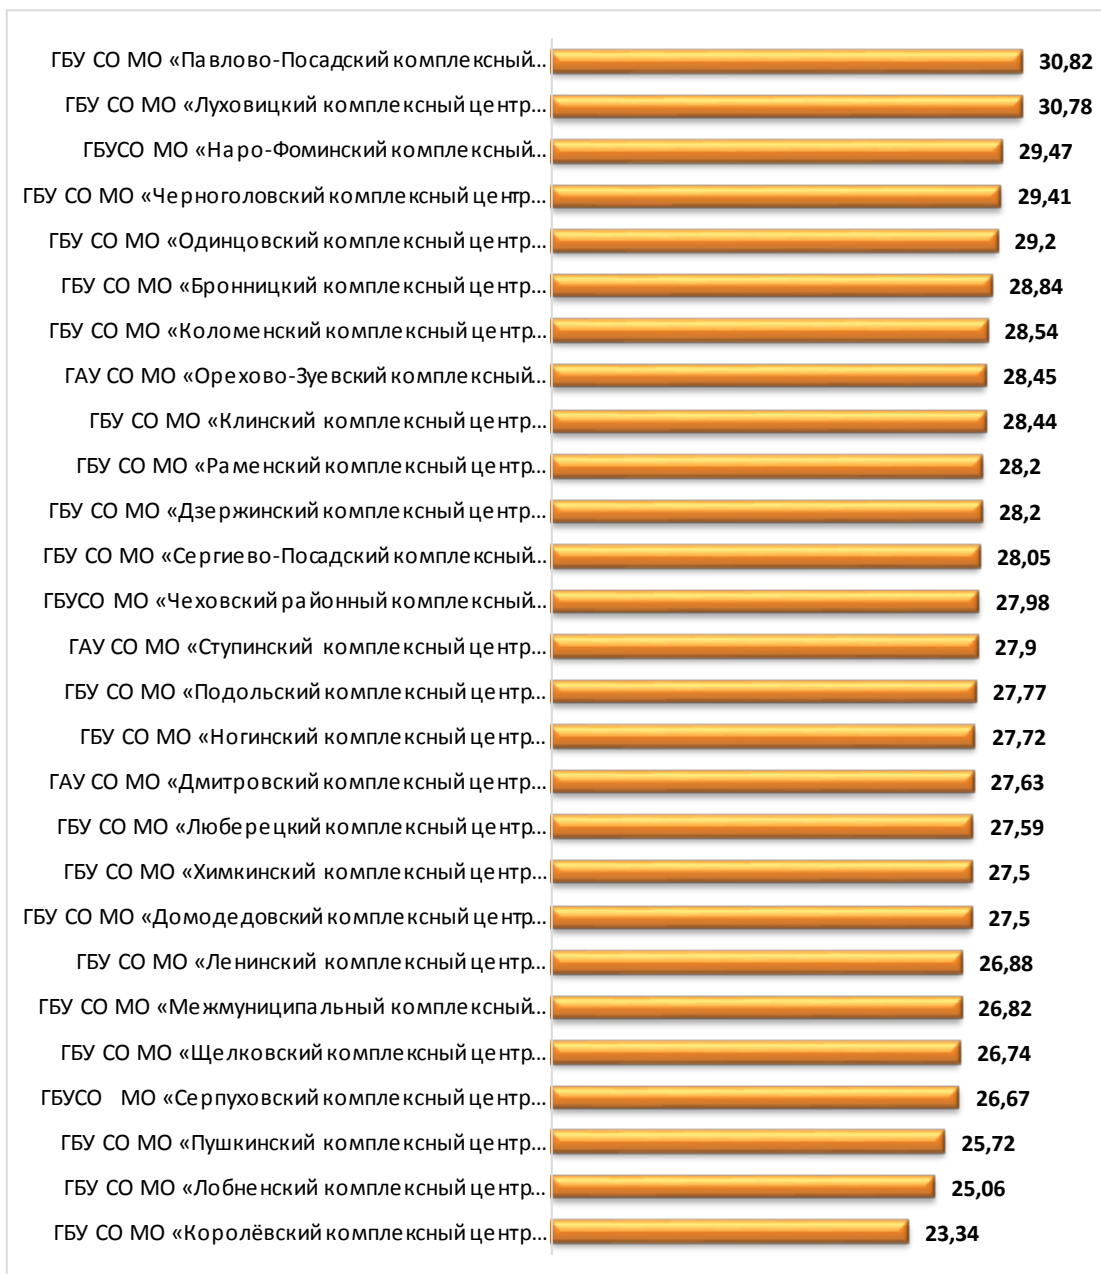 ГБУ СО МО «Павлово-Посадский комплексный... 30,82
ГБУ СО МО «Луховицкий комплексный центр... 30,78
ГБУСО МО «Наро-Фоминский комплексный... 29,47
ГБУ СО МО «Черноголовский комплексный центр... 29,41
ГБУ СО МО «Одинцовский комплексный центр... 29,2
ГБУ СО МО «Бронницкий комплексный центр... 28,84
ГБУ СО МО «Коломенский комплексный центр... 28,54
ГАУ СО МО «Орехово-Зуевский комплексный... 28,45
ГБУ СО МО «Клинский комплексный центр... 28,44
ГБУ СО МО «Раменский комплексный центр... 28,2
ГБУ СО МО «Дзержинский комплексный центр... 28,2
ГБУ СО МО «Сергиево-Посадский комплексный... 28,05
ГБУСО МО «Чеховский районный комплексный... 27,98
ГАУ СО МО «Ступинский комплексный центр... 27,9
ГБУ СО МО «Подольский комплексный центр... 27,77
ГБУ СО МО «Ногинский комплексный центр... 27,72
ГАУ СО МО «Дмитровский комплексный центр... 27,63
ГБУ СО МО «Люберецкий комплексный центр... 27,59
ГБУ СО МО «Химкинский комплексный центр... 27,5
ГБУ СО МО «Домодедовский комплексный центр... 27,5
ГБУ СО МО «Ленинский комплексный центр... 26,88
ГБУ СО МО «Межмуниципальный комплексный... 26,82
ГБУ СО МО «Щелковский комплексный центр... 26,74
ГБУСО МО «Серпуховский комплексный центр... 26,67
ГБУ СО МО «Пушкинский комплексный центр... 25,72
ГБУ СО МО «Лобненский комплексный центр... 25,06
ГБУ СО МО «Королёвский комплексный центр... 23,34